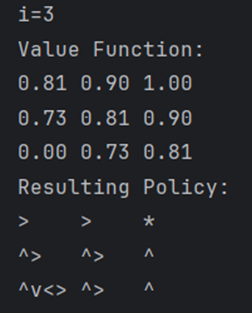 i=3
Value Function:
0.81 0.90 1.00
0.73 0.81 0.90
0.00 0.73 0.81
Resulting Policy:
>    >    *
^>   ^>   ^
^v<> ^>   ^